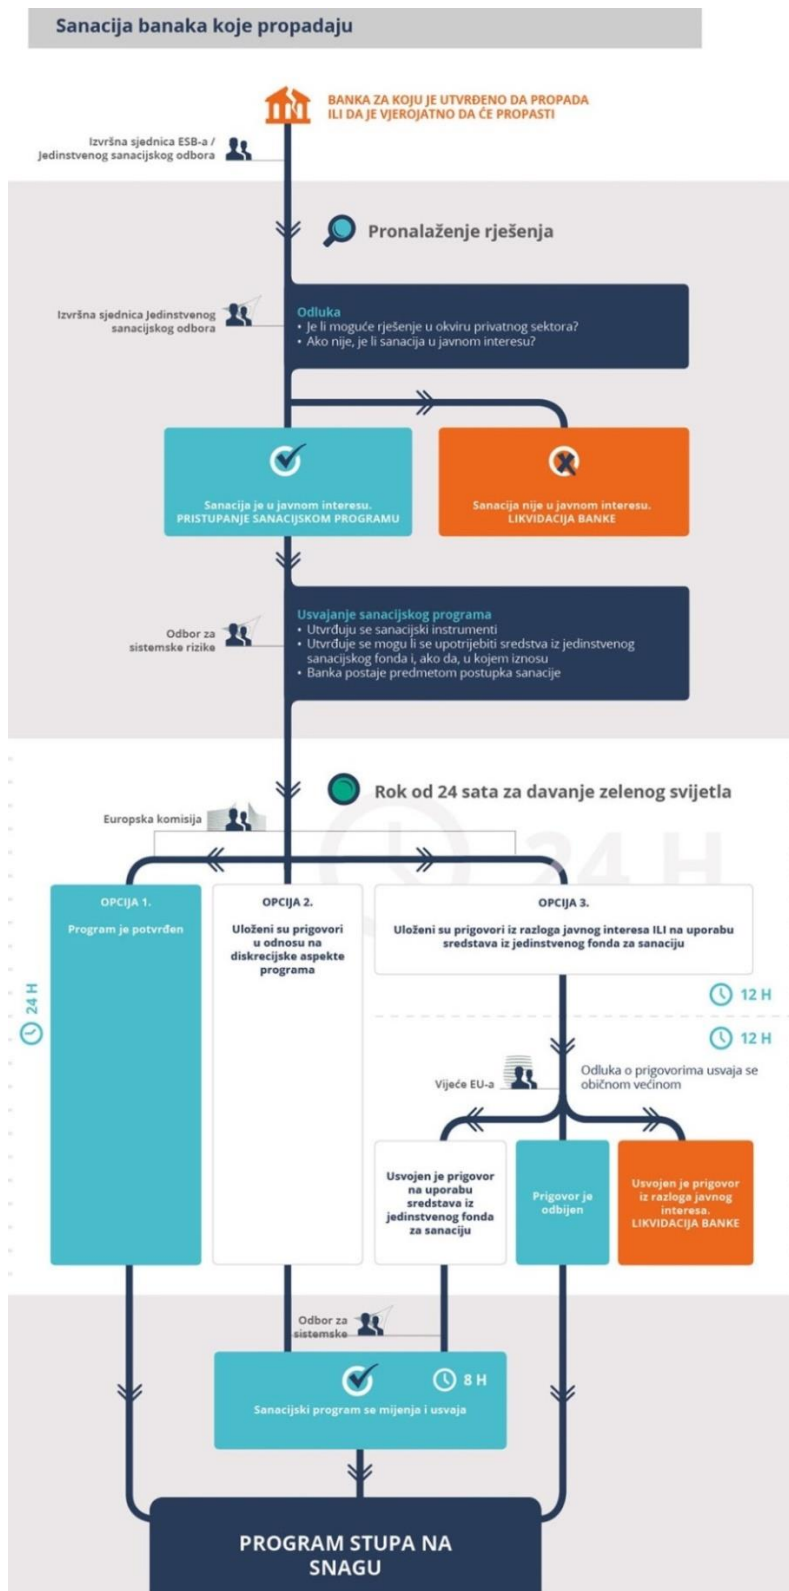 Sanacija banaka koje propadaju
BANKA ZA KOJU JE UTVRĐENO DA PROPADA
ILI DA JE VJEROJATNO DA ĆE PROPASTI
Izvršna sjednica ESB-a /
Jedinstvenog sanacijskog odbora
Pronalaženje rješenja
Izvršna sjednica Jedinstvenog
sanacijskog odbora
Odluka
• Je li moguće rješenje u okviru privatnog sektora?
• Ako nije, je li sanacija u javnom interesu?
Sanacija je u javnom interesu.
PRISTUPANJE SANACIJSKOM PROGRAMU
Sanacija nije u javnom interesu.
LIKVIDACIJA BANKE
Odbor za
sistemske rizike
Usvajanje sanacijskog programa
• Utvrđuju se sanacijski instrumenti
• Utvrđuje se mogu li se upotrijebiti sredstva iz jedinstvenog
sanacijskog fonda i, ako da, u kojem iznosu
• Banka postaje predmetom postupka sanacije
Rok od 24 sata za davanje zelenog svijetla
Europska komisija
24 H
OPCIJA 1.
Program je potvrđen
OPCIJA 2.
Uloženi su prigovori
u odnosu na
diskrecijske aspekte
programa
OPCIJA 3.
Uloženi su prigovori iz razloga javnog interesa ILI na uporabu
sredstava iz jedinstvenog fonda za sanaciju
24 H
12 H
12 H
Vijeće EU-a
Odluka o prigovorima usvaja se
običnom većinom
Usvojen je prigovor
na uporabu
sredstava iz
jedinstvenog fonda
za sanaciju
Prigovor je
odbijen
Usvojen je prigovor
iz razloga javnog
interesa.
LIKVIDACIJA BANKE
Odbor za
sistemske
8 H
Sanacijski program se mijenja i usvaja
PROGRAM STUPA NA
SNAGU